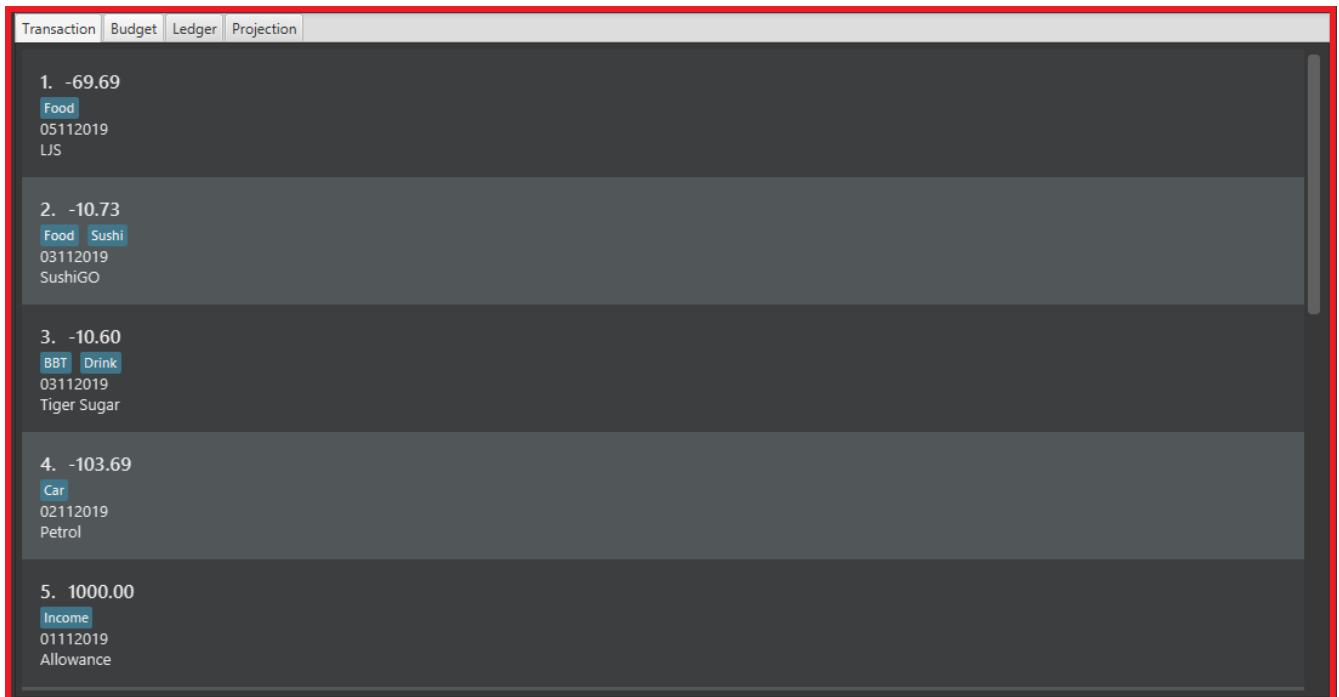 Transaction Budget Ledger Projection
1. -69.69
Food
05112019
LJS
2. -10.73
Food Sushi
03112019
SushiGO
3. -10.60
BBT Drink
03112019
Tiger Sugar
4. -103.69
Car
02112019
Petrol
5. 1000.00
Income
01112019
Allowance